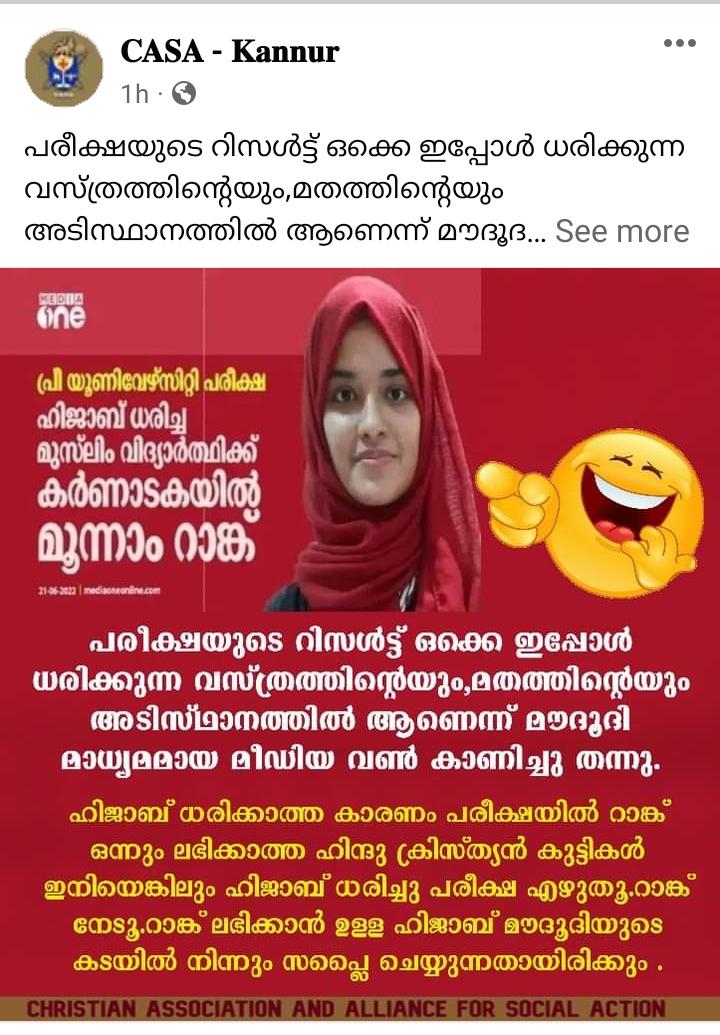 CASA - Kannur
1h
പരീക്ഷയുടെ റിസൾട്ട് ഒക്കെ ഇപ്പോൾ ധരിക്കുന്ന
വസ്ത്രത്തിന്റെയും,മതത്തിന്റെയും
അടിസ്ഥാനത്തിൽ ആണെന്ന് മൗദൂദ... See more
MEDIA
one
പ്രീ യൂണിവേഴ്സിറ്റി പരീക്ഷ
ഹിജാബ് ധരിച്ച
മുസ്‌ലിം വിദ്യാർത്ഥിക്ക്
കർണാടകയിൽ
മൂന്നാം റാങ്ക്
21-06-2022 | mediaoneonline.com
പരീക്ഷയുടെ റിസൾട്ട് ഒക്കെ ഇപ്പോൾ
ധരിക്കുന്ന വസ്ത്രത്തിന്റെയും,മതത്തിന്റെയും
അടിസ്ഥാനത്തിൽ ആണെന്ന് മൗദൂദി
മാധ്യമമായ മീഡിയ വൺ കാണിച്ചു തന്നു.
ഹിജാബ് ധരിക്കാത്ത കാരണം പരീക്ഷയിൽ റാങ്ക്
ഒന്നും ലഭിക്കാത്ത ഹിന്ദു ക്രിസ്ത്യൻ കുട്ടികൾ
ഇനിയെങ്കിലും ഹിജാബ് ധരിച്ചു പരീക്ഷ എഴുതൂ.റാങ്ക്
നേടൂ.റാങ്ക് ലഭിക്കാൻ ഉള്ള ഹിജാബ് മൗദൂദിയുടെ
കടയിൽ നിന്നും സപ്ലൈ ചെയ്യുന്നതായിരിക്കും .
CHRISTIAN ASSOCIATION AND ALLIANCE FOR SOCIAL ACTION